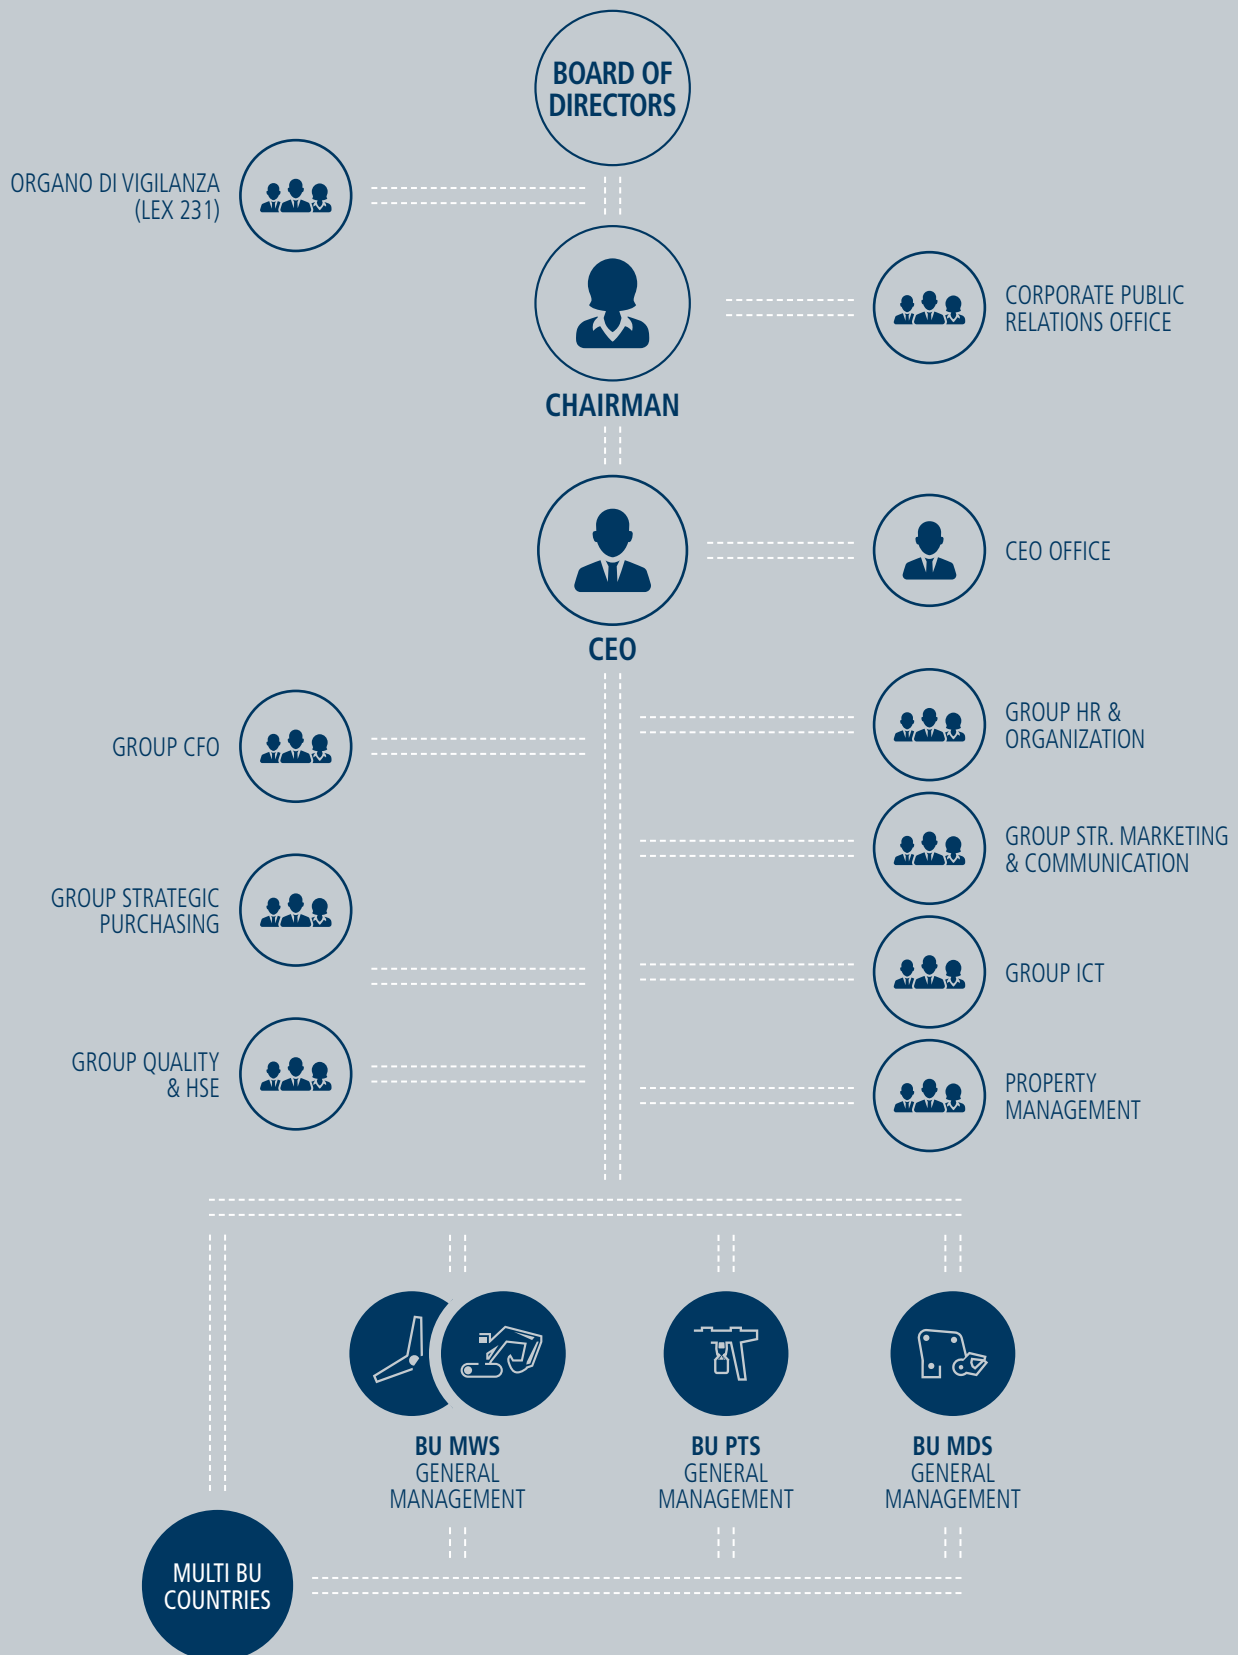 BOARD OF
DIRECTORS
ORGANO DI VIGILANZA
(LEX 231)
CORPORATE PUBLIC
RELATIONS OFFICE
CHAIRMAN
CEO OFFICE
CEO
GROUP CFO
GROUP HR &
ORGANIZATION
GROUP STR. MARKETING
& COMMUNICATION
GROUP STRATEGIC
PURCHASING
GROUP ICT
GROUP QUALITY
& HSE
PROPERTY
MANAGEMENT
BU MWS
GENERAL
MANAGEMENT
BU PTS
GENERAL
MANAGEMENT
BU MDS
GENERAL
MANAGEMENT
MULTI BU
COUNTRIES